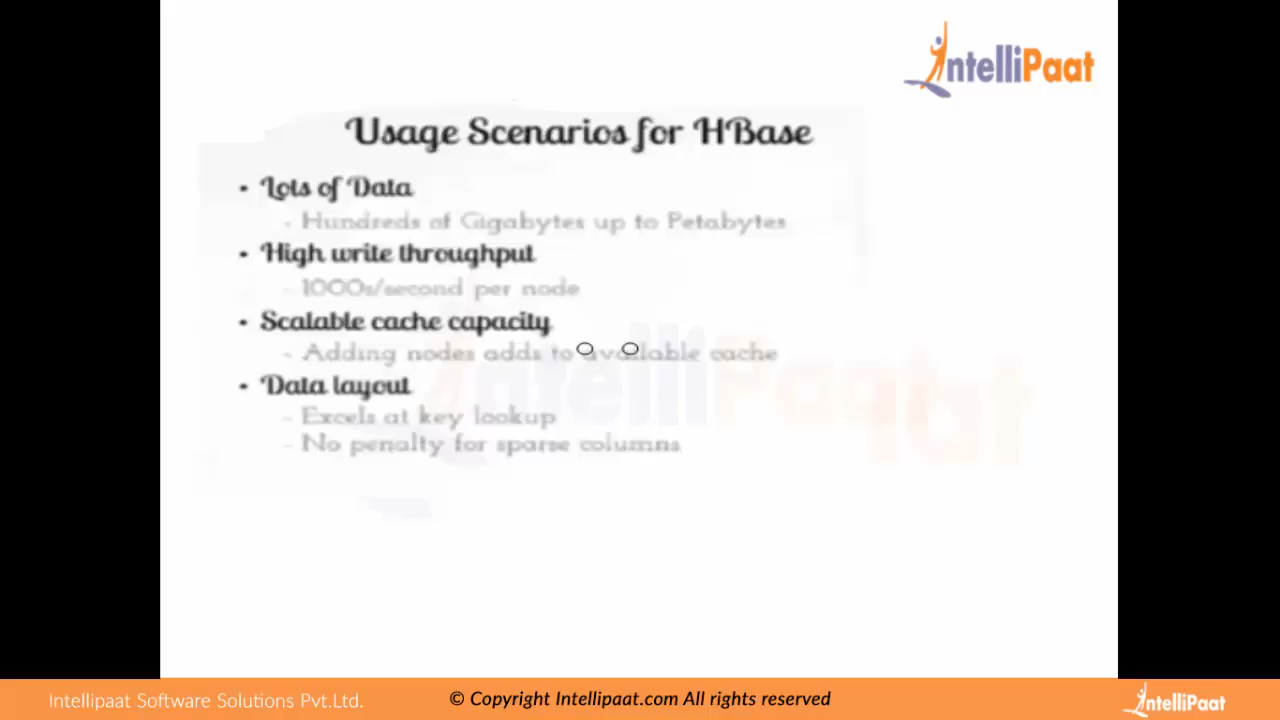 IntelliPaat
Usage Scenarios for HBase
• Lots of Data
- Hundreds of Gigabytes up to Petabytes
• High write throughput
- 1000s/second per node
• Scalable cache capacity
- Adding nodes adds to available cache
• Data layout
- Excels at key lookup
- No penalty for sparse columns
IntelliPaat
Intellipaat Software Solutions Pvt.Ltd.
© Copyright Intellipaat.com All rights reserved
IntelliPaat